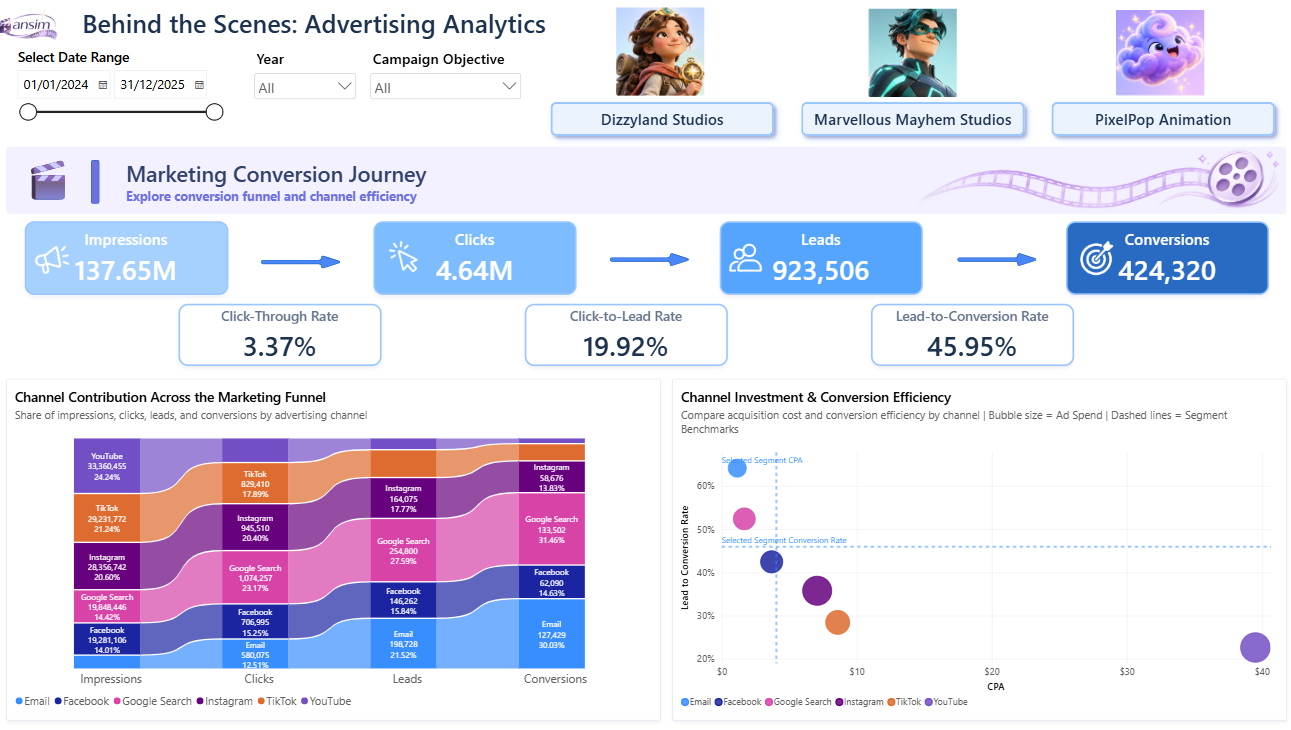 ansim
Behind the Scenes: Advertising Analytics
Select Date Range
01/01/2024
31/12/2025
Year
All
Campaign Objective
All
Dizzyland Studios
Marvellous Mayhem Studios
PixelPop Animation
Marketing Conversion Journey
Explore conversion funnel and channel efficiency
Impressions
137.65M
Clicks
4.64M
Leads
923,506
Conversions
424,320
Click-Through Rate
3.37%
Click-to-Lead Rate
19.92%
Lead-to-Conversion Rate
45.95%
Channel Contribution Across the Marketing Funnel
Share of impressions, clicks, leads, and conversions by advertising channel
YouTube
33,360,455
24.24%
TikTok
29,231,772
21.24%
Instagram
28,356,742
20.60%
Google Search
19,848,446
14.42%
Facebook
19,281,106
14.01%
TikTok
829,410
17.89%
Instagram
945,510
20.40%
Google Search
1,074,257
23.17%
Facebook
706,995
15.25%
Email
580,075
12.51%
Instagram
164,075
17.77%
Google Search
254,800
27.59%
Facebook
146,262
15.84%
Email
198,728
21.52%
Instagram
58,676
13.83%
Google Search
133,502
31.46%
Facebook
62,090
14.63%
Email
127,429
30.03%
Impressions
Clicks
Leads
Conversions
Email
Facebook
Google Search
Instagram
TikTok
YouTube
Channel Investment & Conversion Efficiency
Compare acquisition cost and conversion efficiency by channel | Bubble size = Ad Spend | Dashed lines = Segment
Benchmarks
Selected Segment CPA
Selected Segment Conversion Rate
Lead to Conversion Rate
60%
50%
40%
30%
20%
$0
$10
$20
$30
$40
CPA
Email
Facebook
Google Search
Instagram
TikTok
YouTube